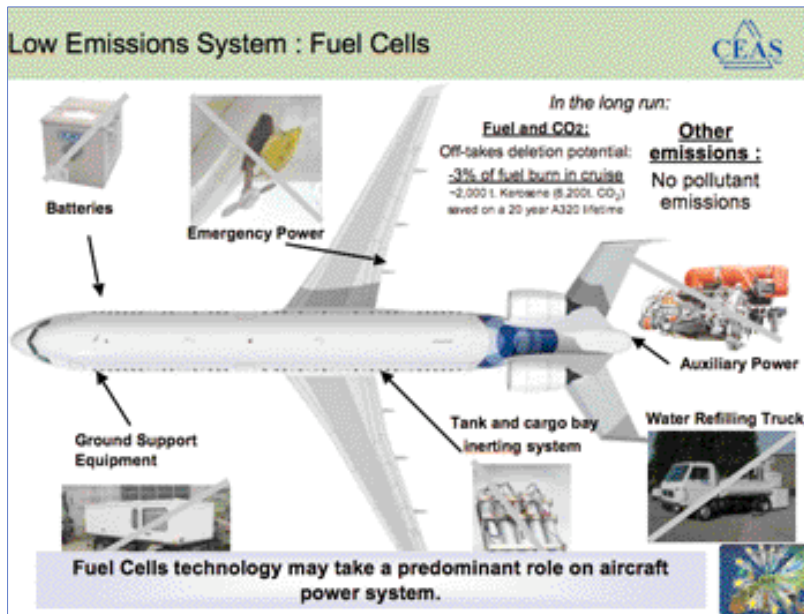 Low Emissions System : Fuel Cells
CEAS
In the long run:
Fuel and CO2:
Off-takes deletion potential:
-3% of fuel burn in cruise
~2,000 t. Kerosene (6,200t. CO2)
saved on a 20 year A320 lifetime
Other
emissions :
No pollutant
emissions
Batteries
Emergency Power
Auxiliary Power
Ground Support
Equipment
Tank and cargo bay
inerting system
Water Refilling Truck
Fuel Cells technology may take a predominant role on aircraft
power system.